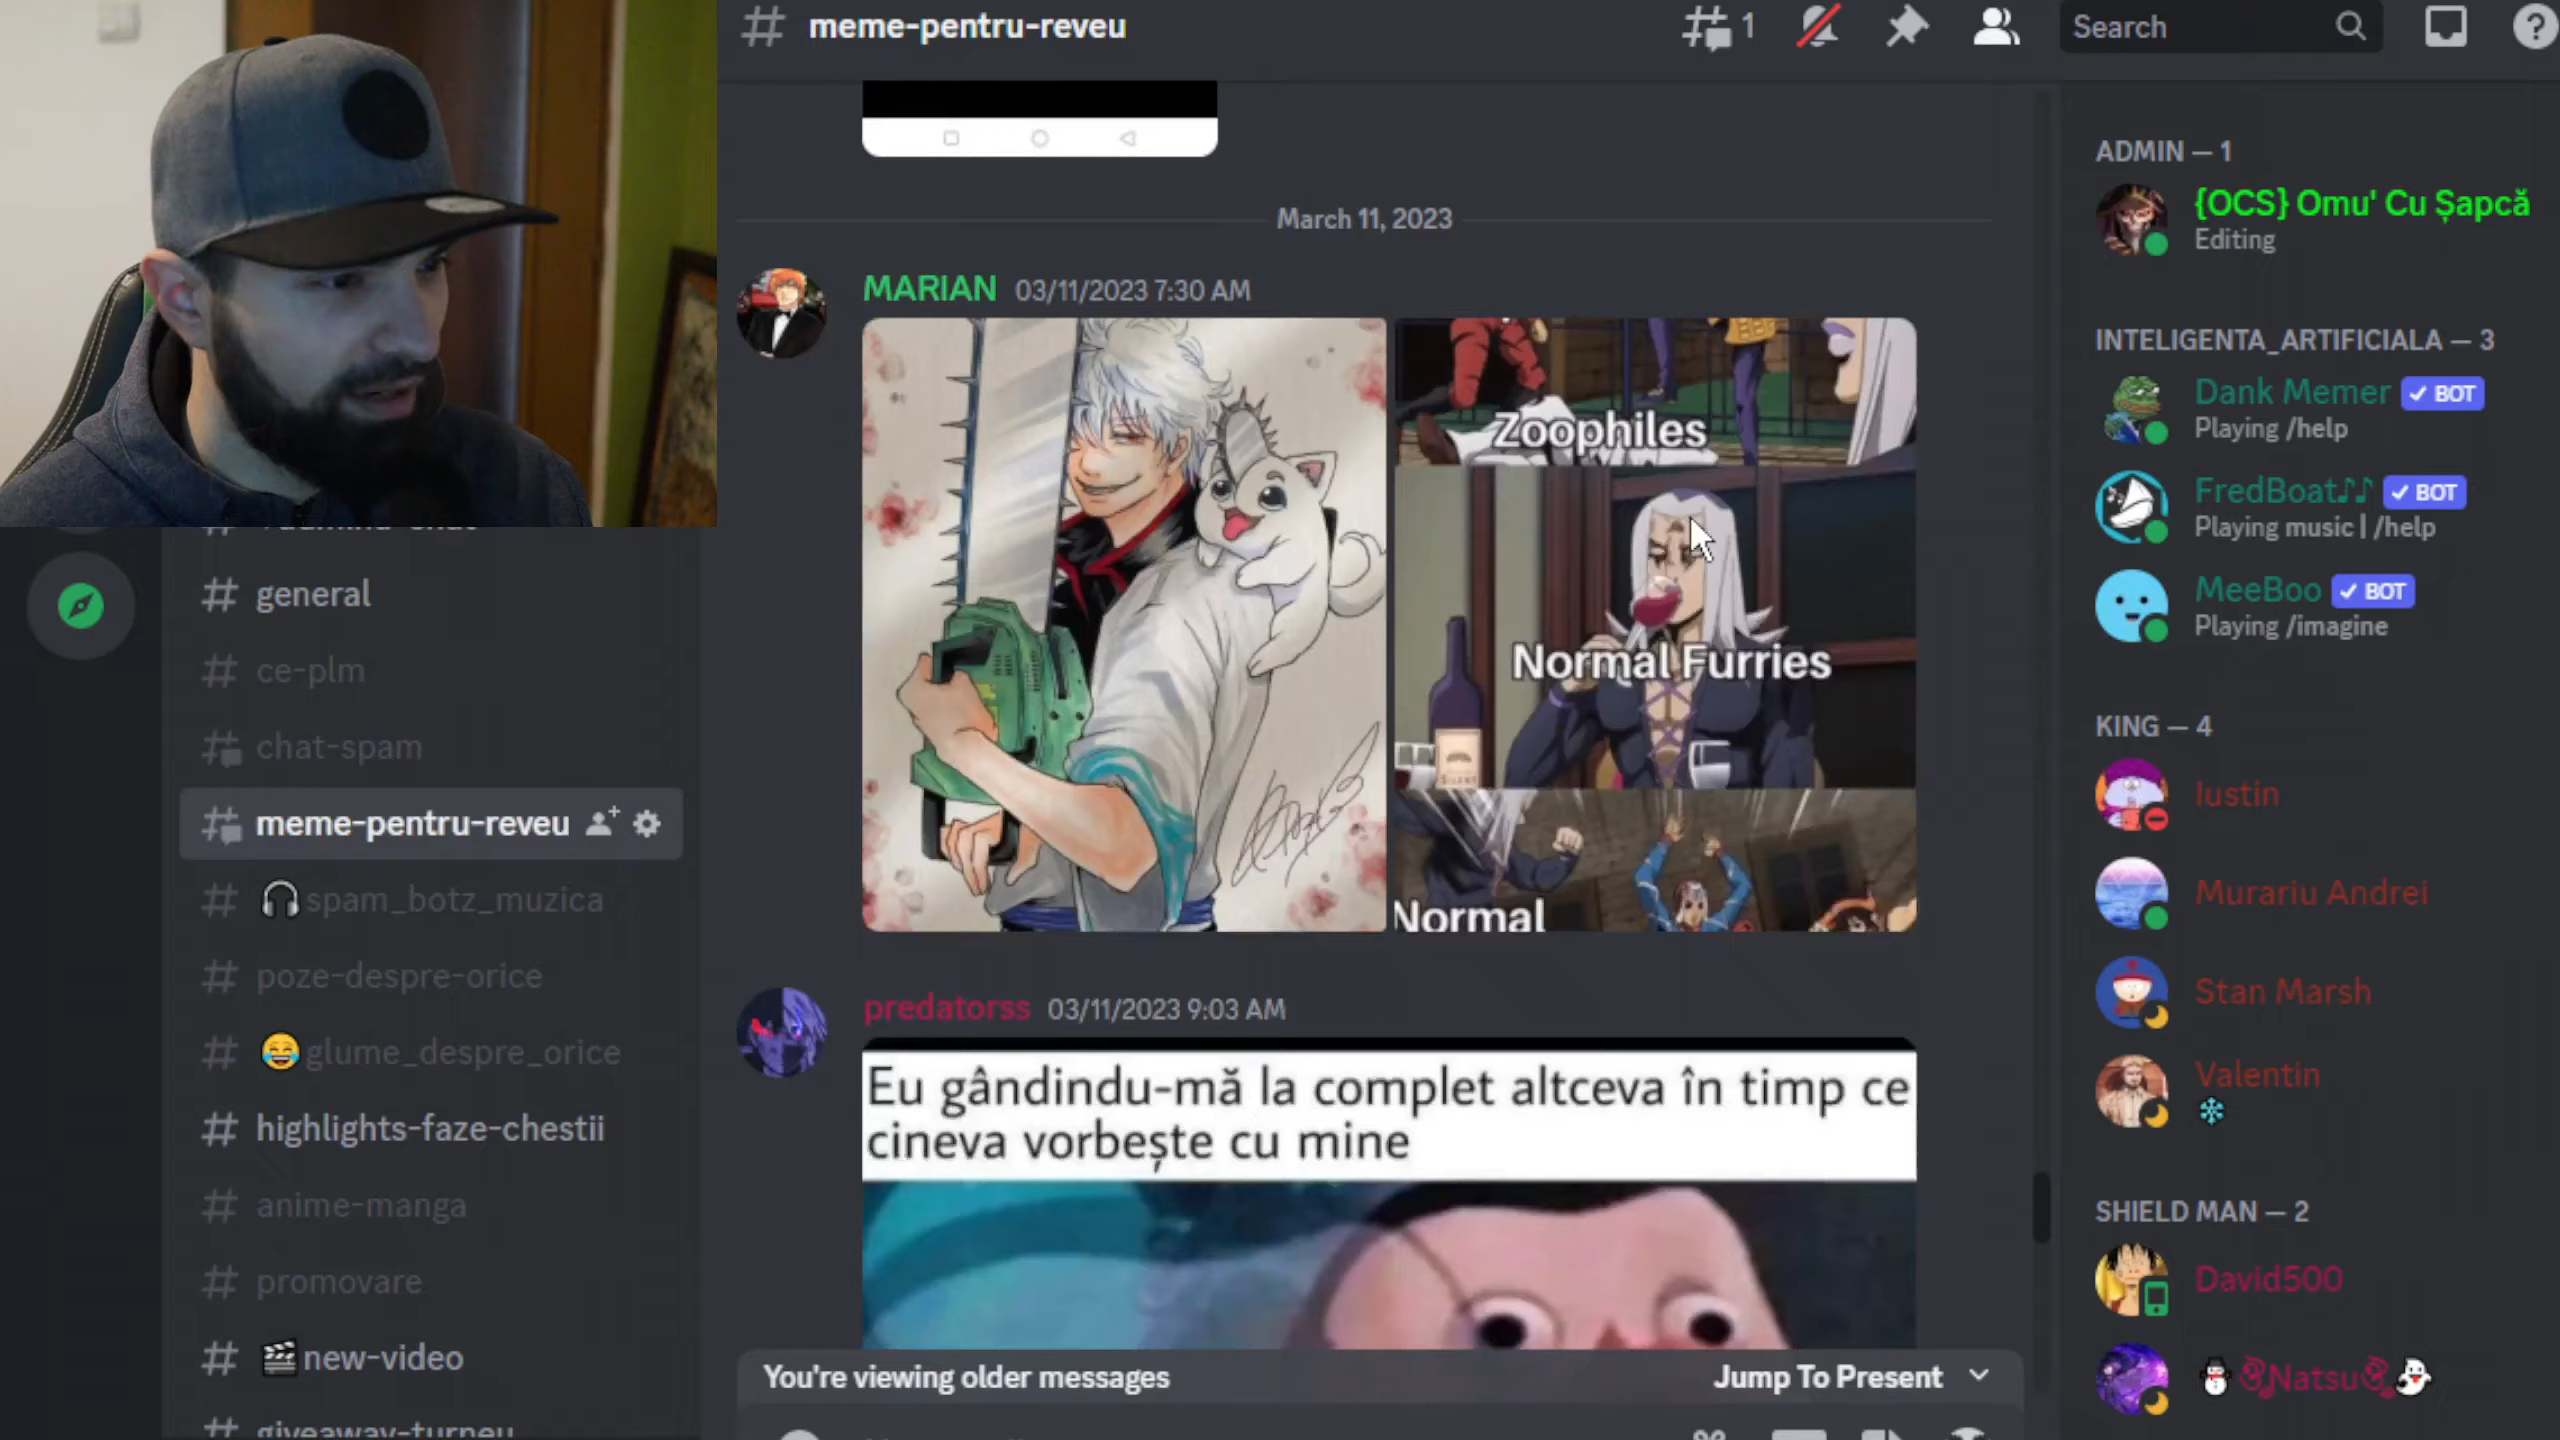 meme-pentru-reveu
1
Search
March 11, 2023
MARIAN 03/11/2023 7:30 AM
Zoophiles
Normal Furries
Normal
predatorss 03/11/2023 9:03 AM
Eu gândindu-mă la complet altceva în timp ce
cineva vorbește cu mine
You're viewing older messages
Jump To Present
general
ce-plm
chat-spam
meme-pentru-reveu
spam_botz_muzica
poze-despre-orice
glume_despre_orice
highlights-faze-chestii
anime-manga
promovare
new-video
giveaway-turneu
ADMIN — 1
{OCS} Omu' Cu Șapcă
Editing
INTELIGENTA_ARTIFICIALA — 3
Dank Memer BOT
Playing /help
FredBoat♪♪ BOT
Playing music | /help
MeeBoo BOT
Playing /imagine
KING — 4
Iustin
Murariu Andrei
Stan Marsh
Valentin
SHIELD MAN — 2
David500
Natsu